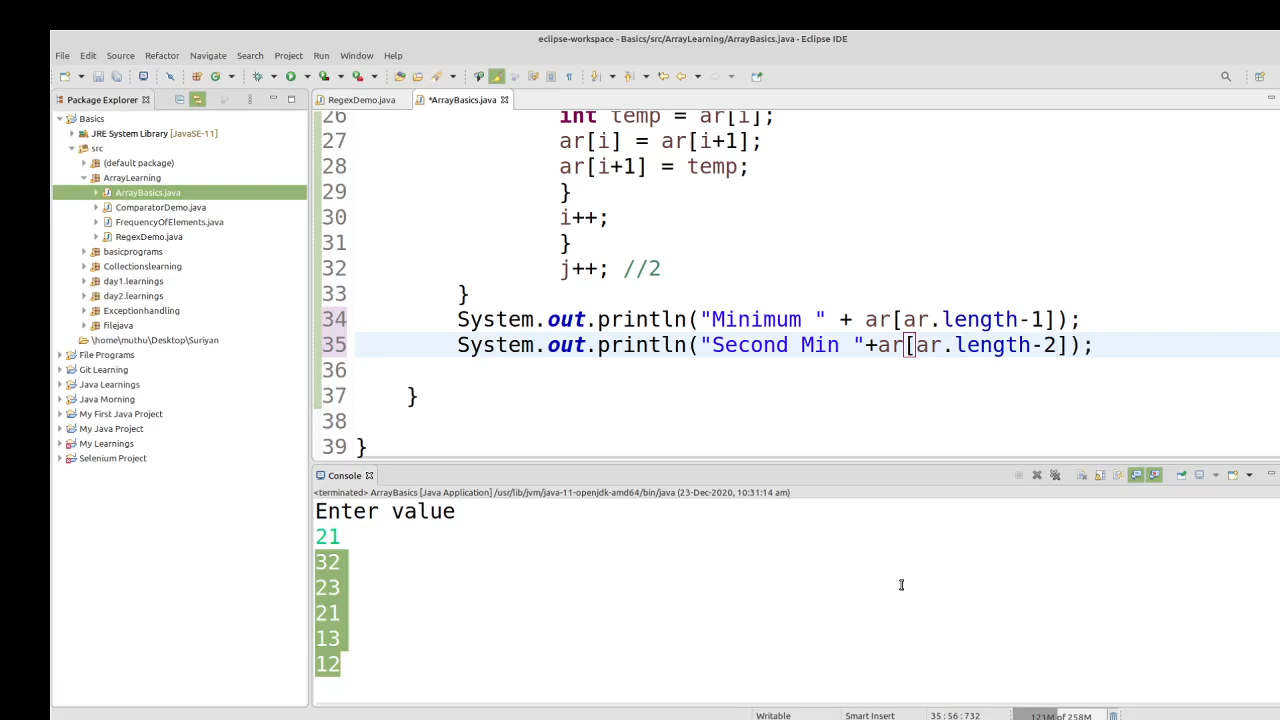 eclipse-workspace - Basics/src/ArrayLearning/ArrayBasics.java - Eclipse IDE
File Edit Source Refactor Navigate Search Project Run Window Help
Package Explorer
RegexDemo.java
*ArrayBasics.java
Basics
JRE System Library [JavaSE-11]
src
(default package)
ArrayLearning
ArrayBasics.java
ComparatorDemo.java
FrequencyOfElements.java
RegexDemo.java
basicprograms
Collectionslearning
day1.learnings
day2.learnings
Exceptionhandling
filejava
\home\muthu\Desktop\Suriyan
File Programs
Git Learning
Java Learnings
Java Morning
My First Java Project
My Java Project
My Learnings
Selenium Project
26 int temp = ar[i];
27 ar[i] = ar[i+1];
28 ar[i+1] = temp;
29 }
30 i++;
31 }
32 j++; //2
33 }
34 System.out.println("Minimum " + ar[ar.length-1]);
35 System.out.println("Second Min "+ar[ar.length-2]);
36
37 }
38
39 }
Console
<terminated> ArrayBasics [Java Application] /usr/lib/jvm/java-11-openjdk-amd64/bin/java (23-Dec-2020, 10:31:14 am)
Enter value
21
32
23
21
13
12
Writable Smart Insert 35 : 56 : 732 121M of 258M